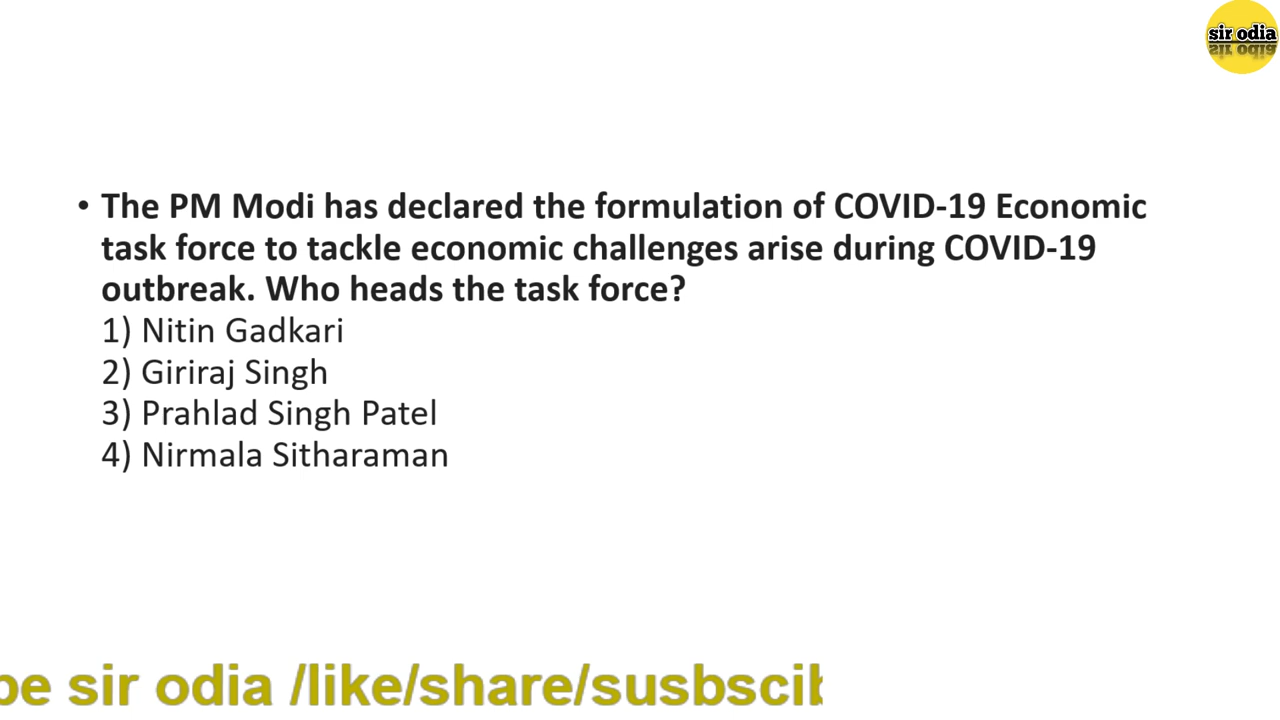 sir odia
• The PM Modi has declared the formulation of COVID-19 Economic
task force to tackle economic challenges arise during COVID-19
outbreak. Who heads the task force?
1) Nitin Gadkari
2) Giriraj Singh
3) Prahlad Singh Patel
4) Nirmala Sitharaman
be sir odia /like/share/susbscib